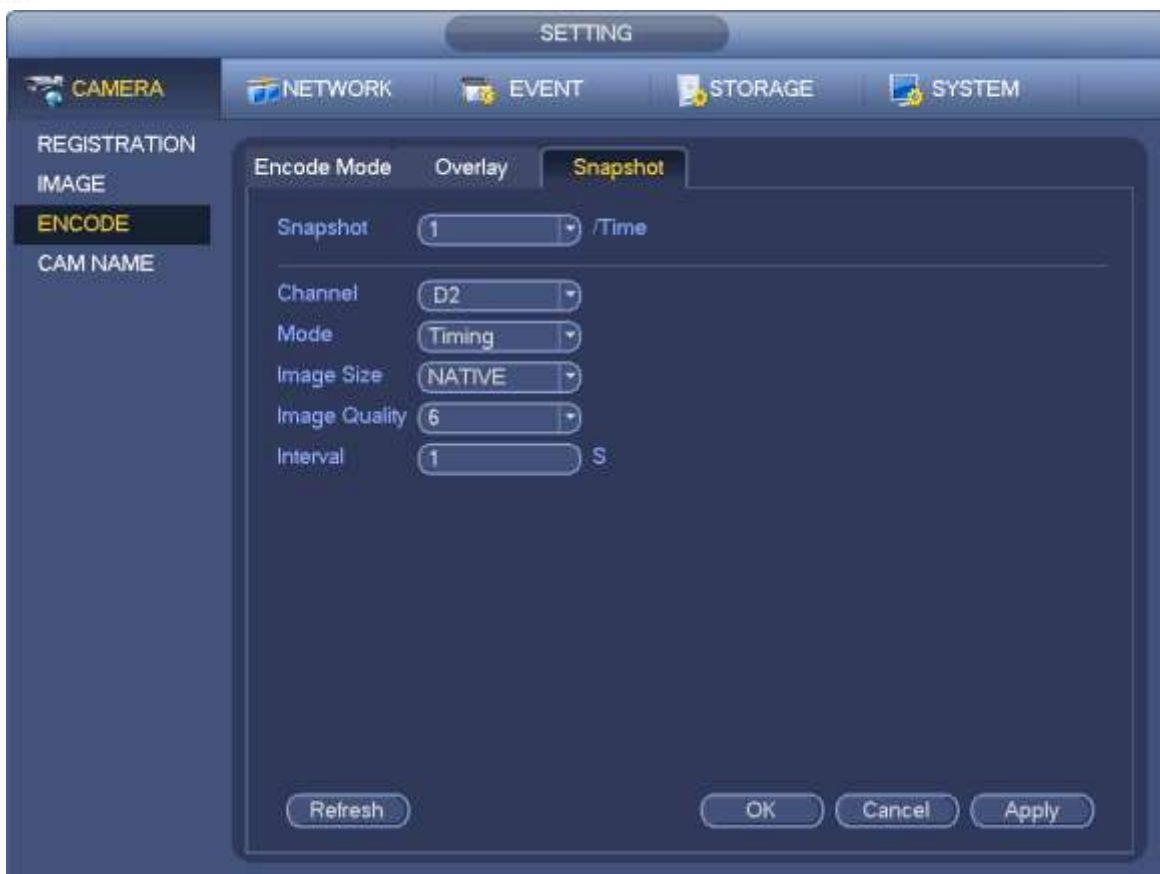 SETTING
CAMERA NETWORK EVENT STORAGE SYSTEM
REGISTRATION
IMAGE
ENCODE
CAM NAME
Encode Mode Overlay Snapshot
Snapshot 1 /Time
Channel D2
Mode Timing
Image Size NATIVE
Image Quality 6
Interval 1 S
Refresh OK Cancel Apply